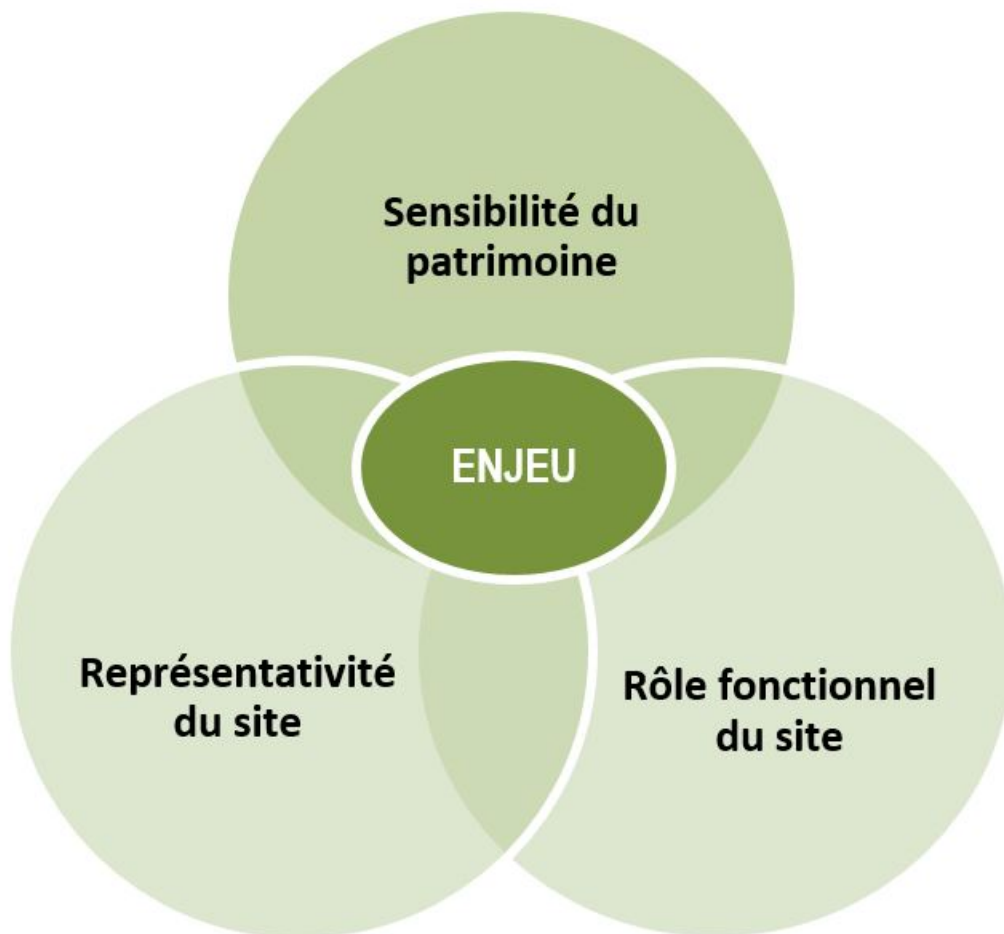 Sensibilité du
patrimoine
ENJEU
Représentativité
du site
Rôle fonctionnel
du site